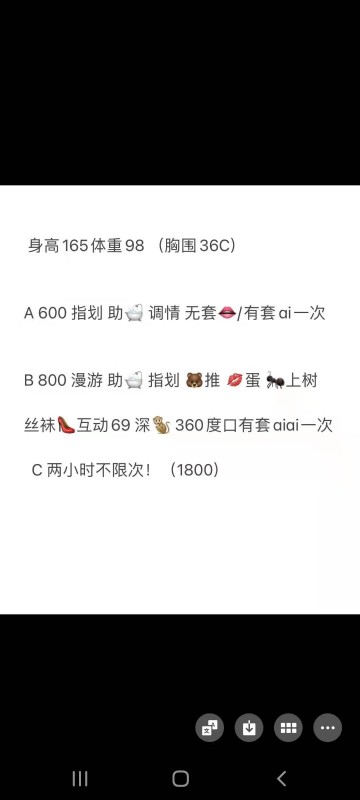 身高165体重98 （胸围36C）
A 600 指划 助🛁 调情 无套👄/有套ai一次
B 800 漫游 助🛁 指划 🐻推 💋蛋 🐜上树
丝袜👠互动69 深🐒 360度口有套aiai一次
C 两小时不限次！（1800）